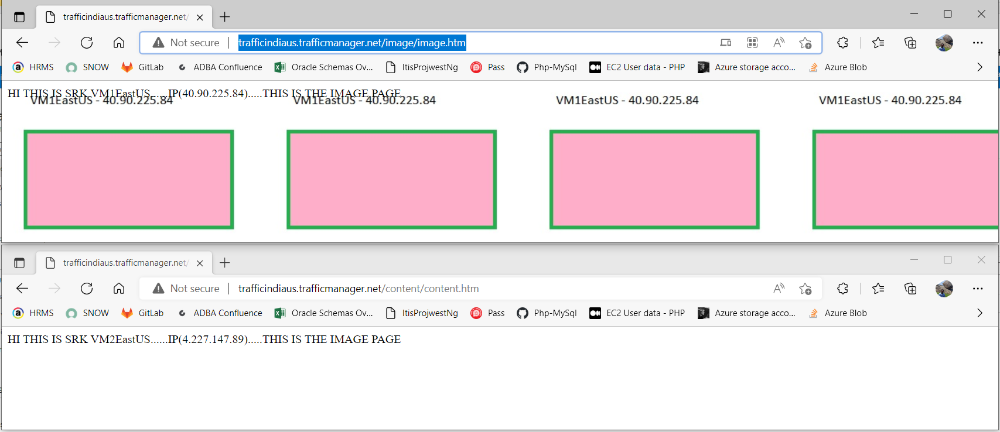 trafficindiaus.trafficmanager.net/
Not secure | trafficindiaus.trafficmanager.net/image/image.htm
HRMS SNOW GitLab ADBA Confluence Oracle Schemas Ov... ItisProjwestNg Pass Php-MySql EC2 User data - PHP Azure storage acco... Azure Blob
HI THIS IS SRK VM1EastUS......IP(40.90.225.84).....THIS IS THE IMAGE PAGE
VM1EastUS - 40.90.225.84 VM1EastUS - 40.90.225.84 VM1EastUS - 40.90.225.84 VM1EastUS - 40.90.225.84
trafficindiaus.trafficmanager.net/
Not secure | trafficindiaus.trafficmanager.net/content/content.htm
HRMS SNOW GitLab ADBA Confluence Oracle Schemas Ov... ItisProjwestNg Pass Php-MySql EC2 User data - PHP Azure storage acco... Azure Blob
HI THIS IS SRK VM2EastUS......IP(4.227.147.89).....THIS IS THE IMAGE PAGE